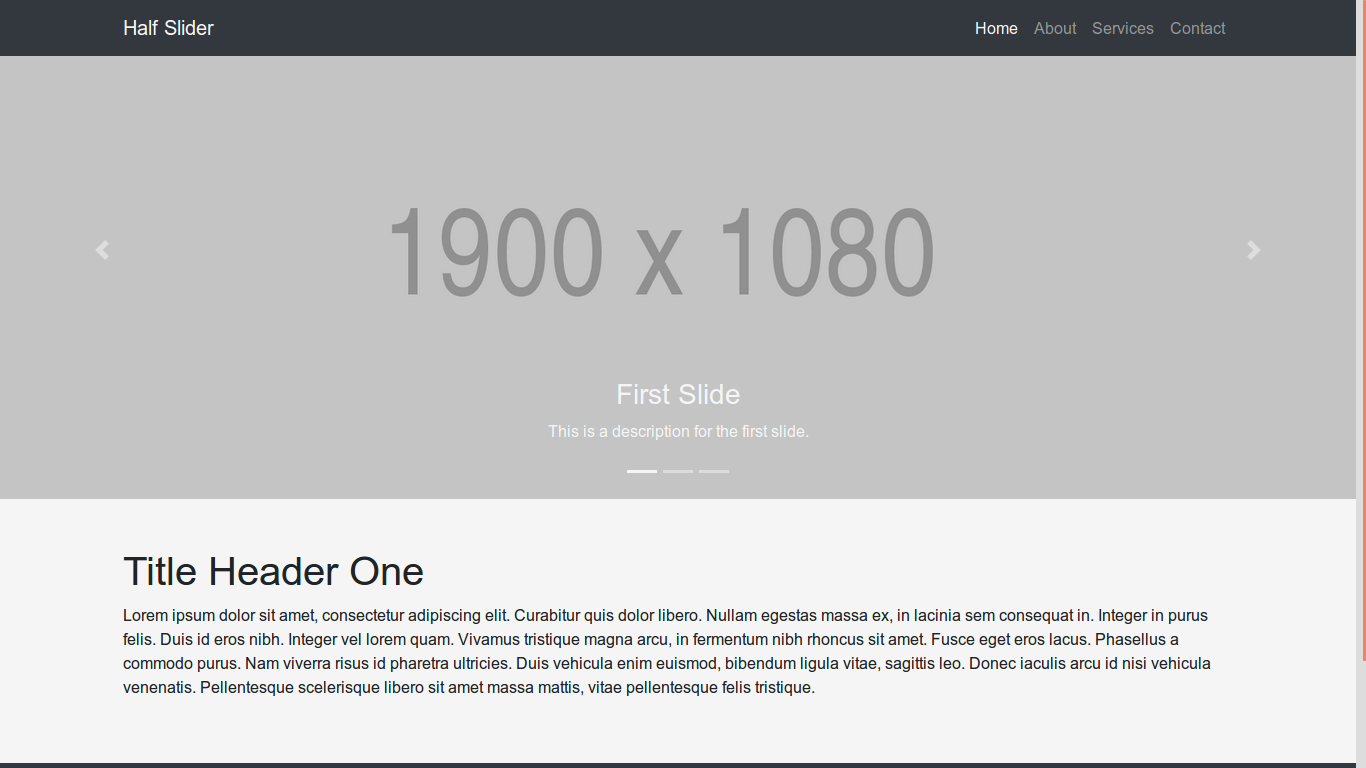 Half Slider
Home About Services Contact
1900 x 1080
First Slide
This is a description for the first slide.
Title Header One
Lorem ipsum dolor sit amet, consectetur adipiscing elit. Curabitur quis dolor libero. Nullam egestas massa ex, in lacinia sem consequat in. Integer in purus
felis. Duis id eros nibh. Integer vel lorem quam. Vivamus tristique magna arcu, in fermentum nibh rhoncus sit amet. Fusce eget eros lacus. Phasellus a
commodo purus. Nam viverra risus id pharetra ultricies. Duis vehicula enim euismod, bibendum ligula vitae, sagittis leo. Donec iaculis arcu id nisi vehicula
venenatis. Pellentesque scelerisque libero sit amet massa mattis, vitae pellentesque felis tristique.